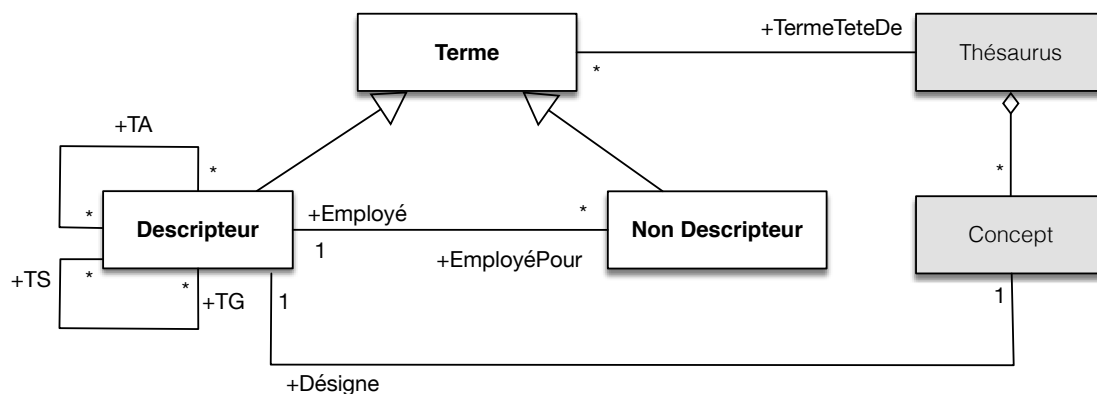 +TermeTeteDe
Terme
*
Thésaurus
+TA
*
*
*
Descripteur
+Employé
1
*
+EmployéPour
Non Descripteur
Concept
+TS
*
*
+TG
1
1
+Désigne